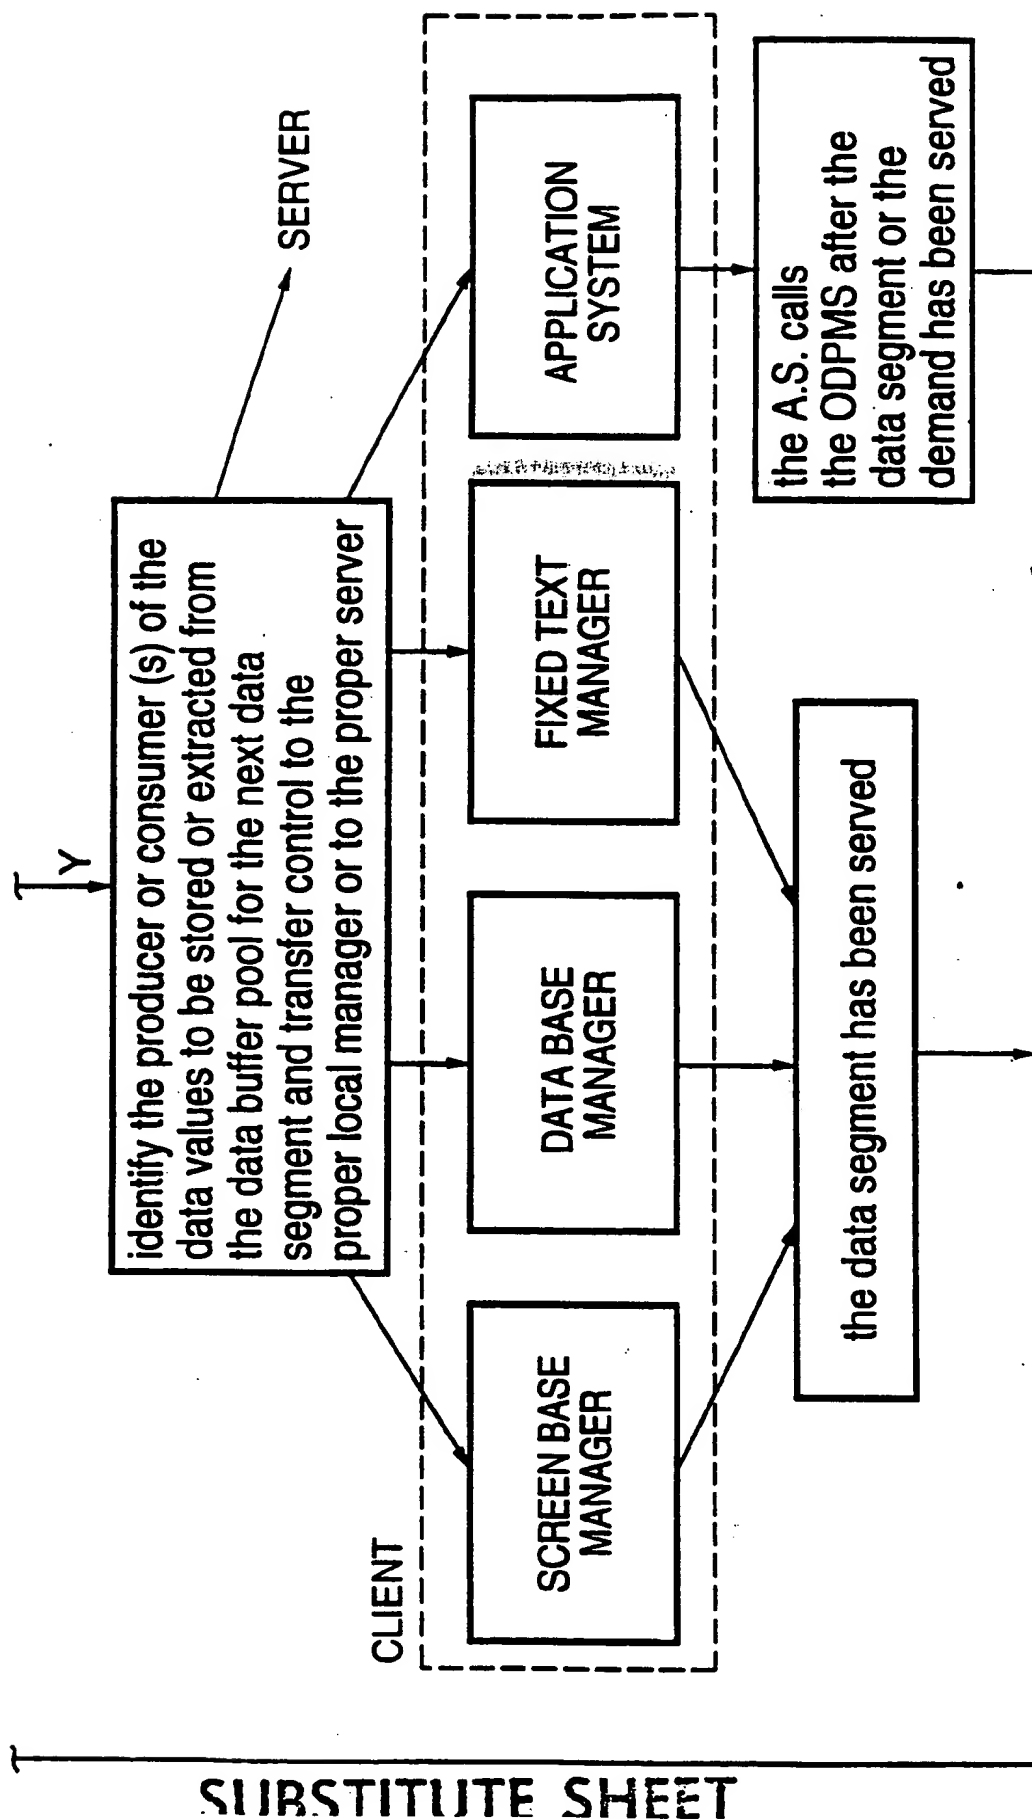 Y
identify the producer or consumer (s) of the
data values to be stored or extracted from
the data buffer pool for the next data
segment and transfer control to the
proper local manager or to the proper server
SERVER
CLIENT
SCREEN BASE
MANAGER
DATA BASE
MANAGER
FIXED TEXT
MANAGER
APPLICATION
SYSTEM
the data segment has been served
the A.S. calls
the ODPMS after the
data segment or the
demand has been served
SUBSTITUTE SHEET